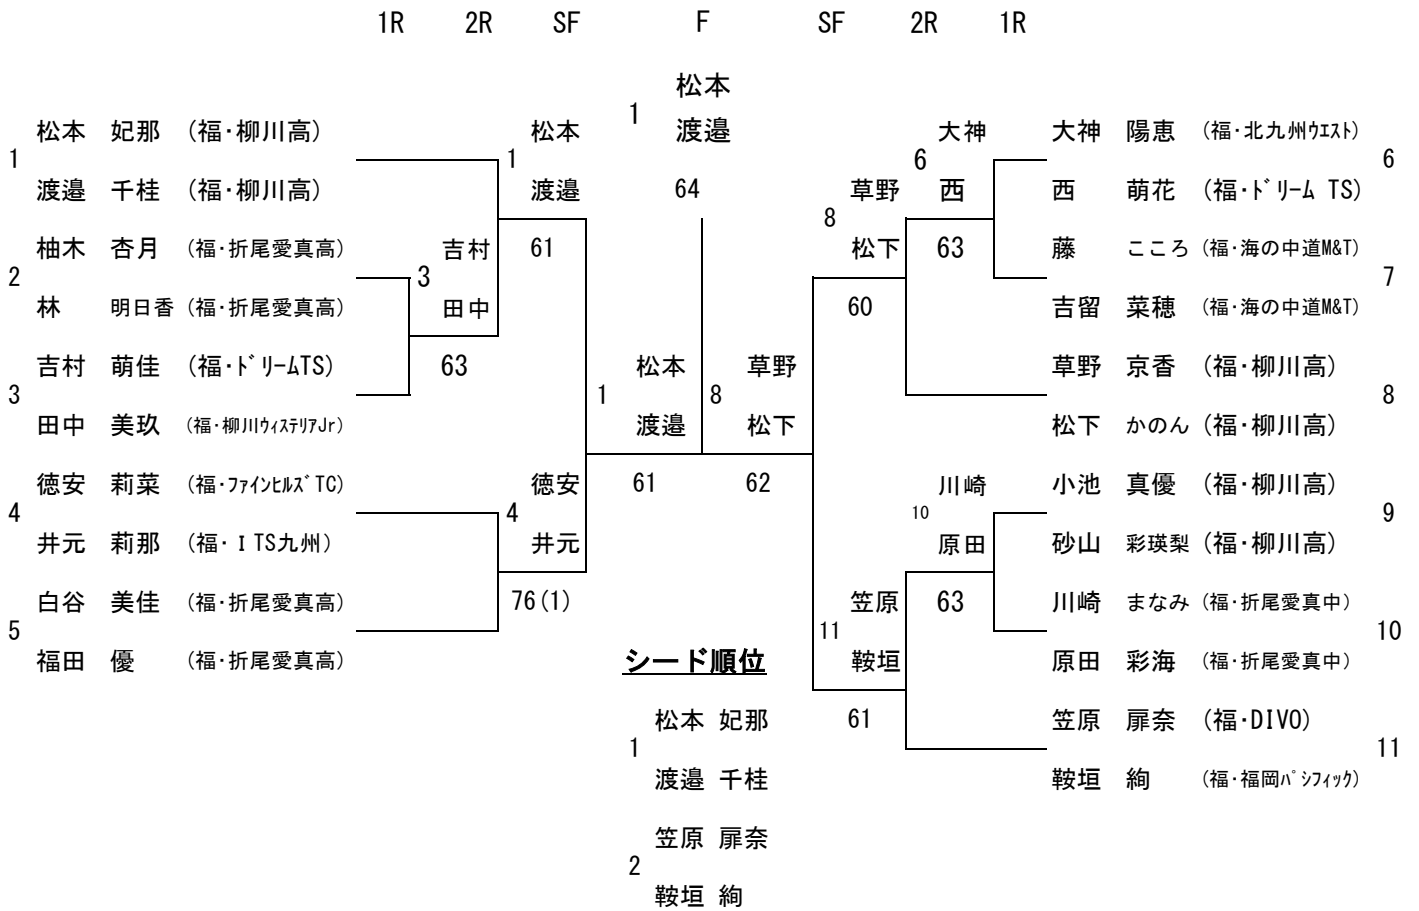 1R 2R SF F SF 2R 1R
松本
1
渡邉
64
1
松本 妃那 (福・柳川高)
渡邉 千桂 (福・柳川高)
2
柚木 杏月 (福・折尾愛真高)
林 明日香 (福・折尾愛真高)
3
吉村 萌佳 (福・ドリームTS)
田中 美玖 (福・柳川ウィステリアJr)
4
徳安 莉菜 (福・ファインヒルズTC)
井元 莉那 (福・ITS九州)
5
白谷 美佳 (福・折尾愛真高)
福田 優 (福・折尾愛真高)
吉村
3
田中
63
松本
1
渡邉
61
徳安
4
井元
76(1)
松本
1
渡邉
61
草野
8
松下
62
草野
8
松下
60
笠原
11
鞍垣
61
大神
6
西
63
川崎
10
原田
63
大神 陽恵 (福・北九州ウエスト)
6
西 萌花 (福・ドリーム TS)
藤 こころ (福・海の中道M&T)
7
吉留 菜穂 (福・海の中道M&T)
草野 京香 (福・柳川高)
8
松下 かのん (福・柳川高)
小池 真優 (福・柳川高)
9
砂山 彩瑛梨 (福・柳川高)
川崎 まなみ (福・折尾愛真中)
10
原田 彩海 (福・折尾愛真中)
笠原 扉奈 (福・DIVO)
11
鞍垣 絢 (福・福岡パシフィック)
シード順位
松本 妃那
1
渡邉 千桂
笠原 扉奈
2
鞍垣 絢